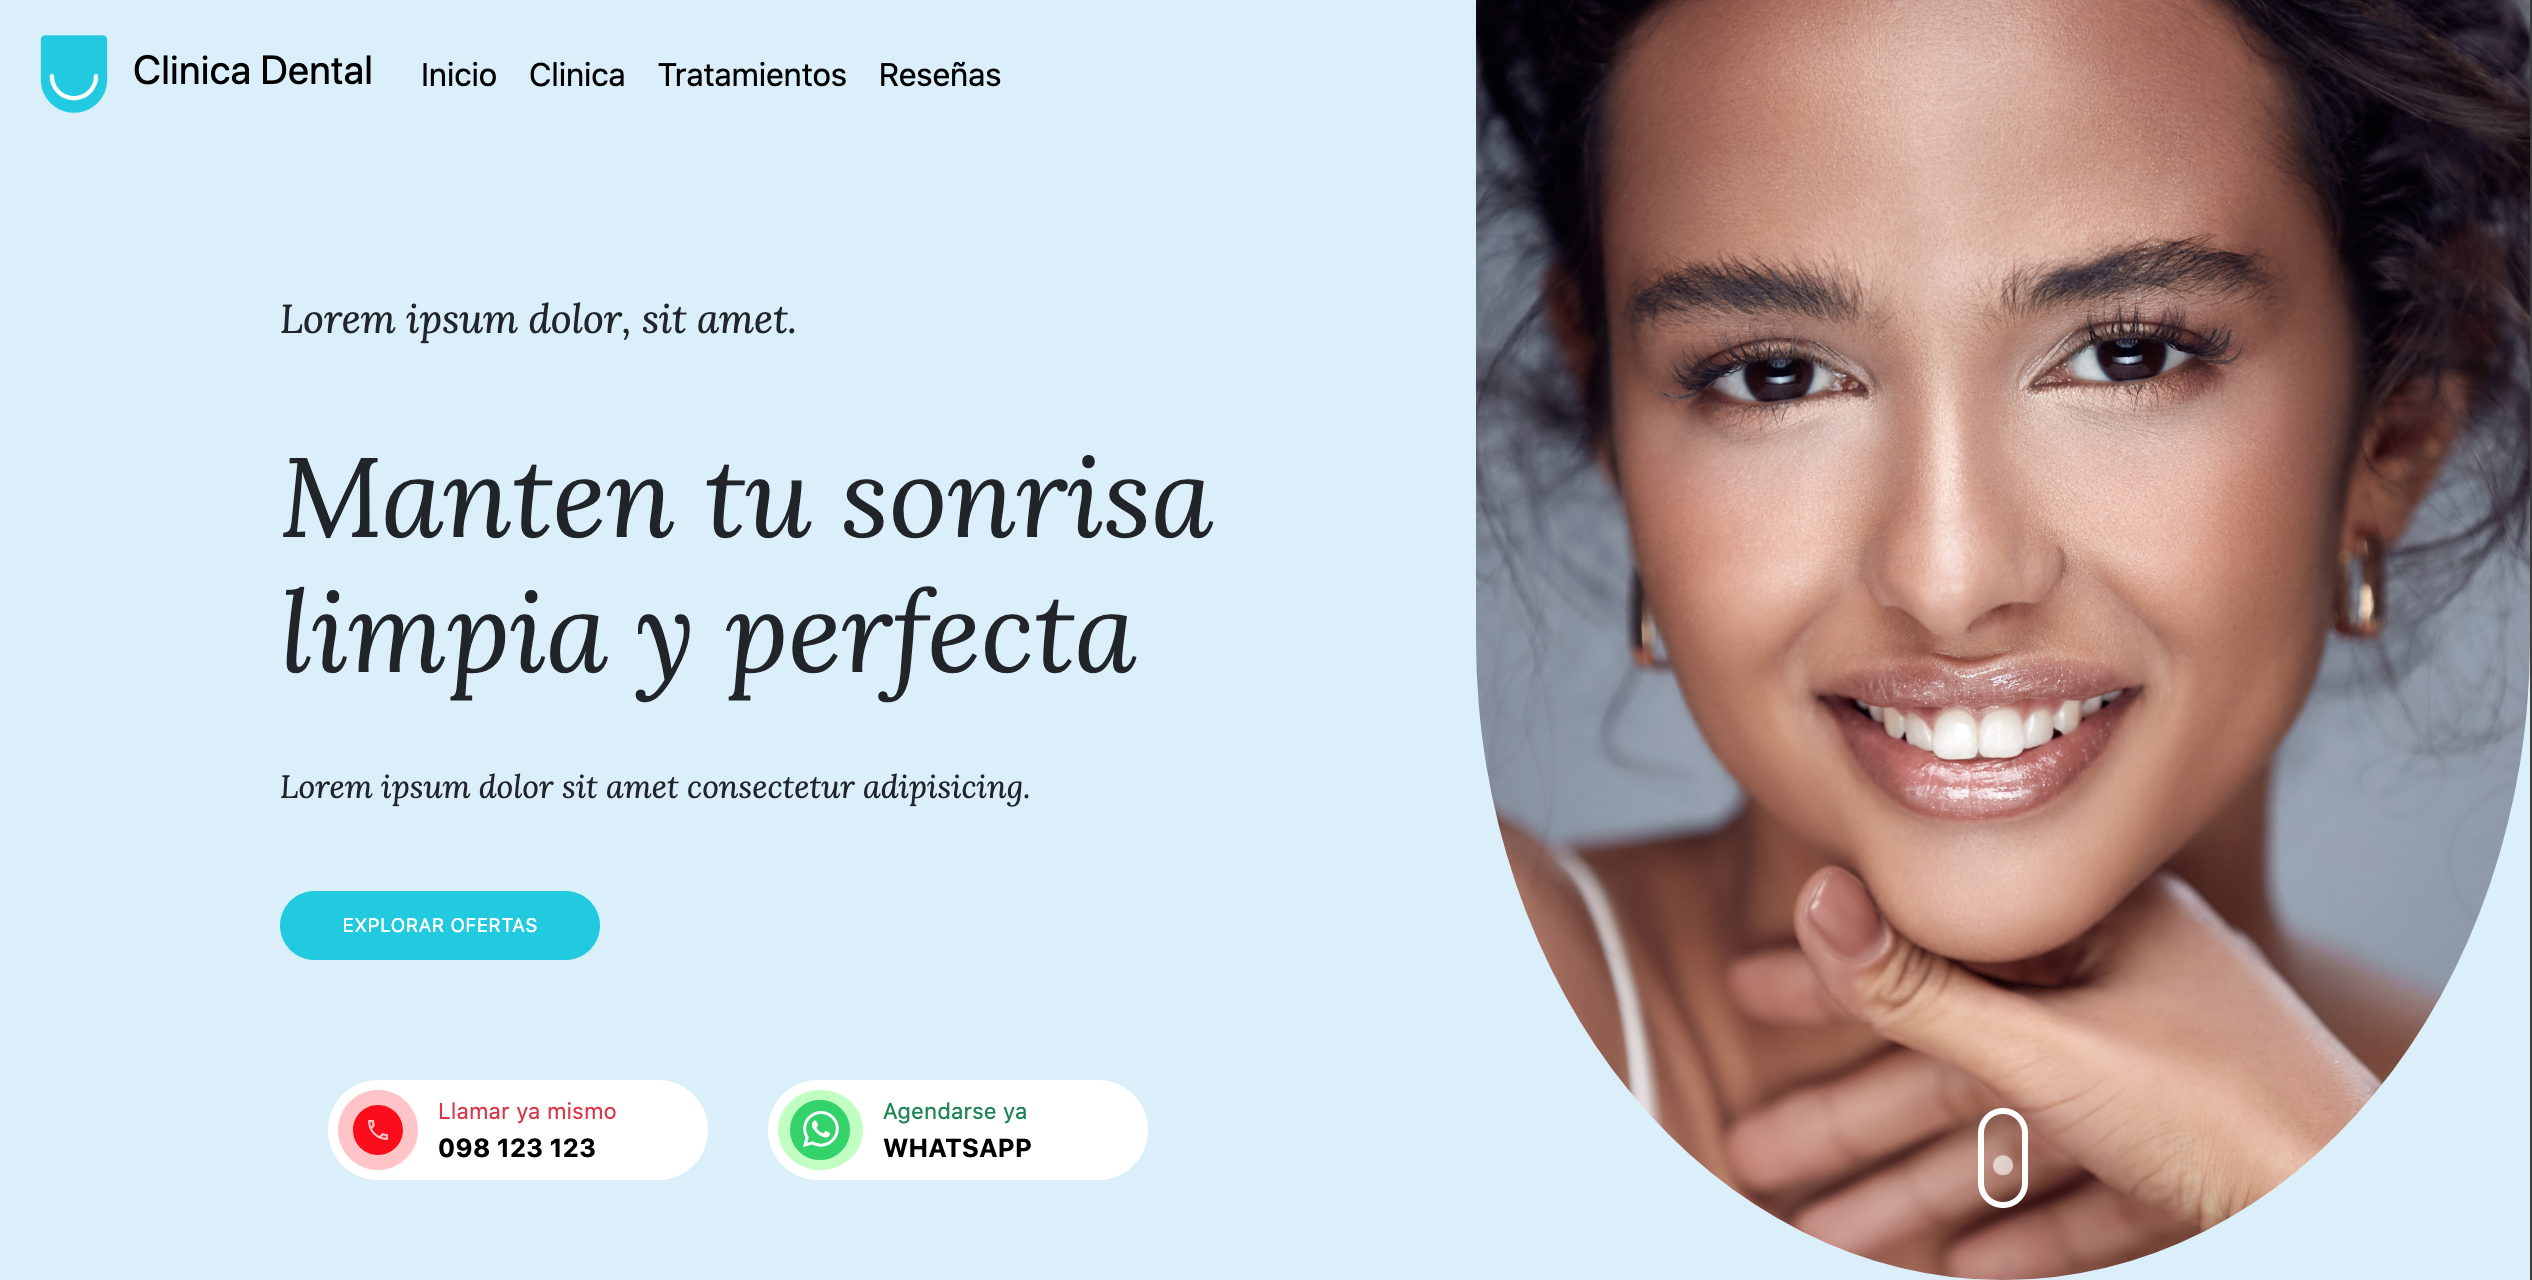 Clinica Dental Inicio Clinica Tratamientos Reseñas
Lorem ipsum dolor, sit amet.
Manten tu sonrisa
limpia y perfecta
Lorem ipsum dolor sit amet consectetur adipisicing.
EXPLORAR OFERTAS
Llamar ya mismo
098 123 123
Agendarse ya
WHATSAPP